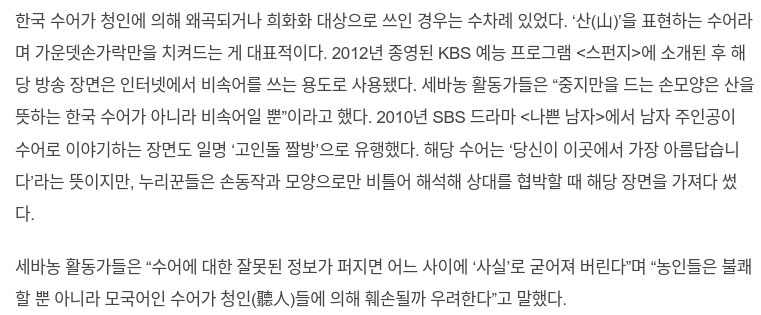 한국 수어가 청인에 의해 왜곡되거나 희화화 대상으로 쓰인 경우는 수차례 있었다. ‘산(山)’을 표현하는 수어라
며 가운뎃손가락만을 치켜드는 게 대표적이다. 2012년 종영된 KBS 예능 프로그램 <스펀지>에 소개된 후 해
당 방송 장면은 인터넷에서 비속어를 쓰는 용도로 사용됐다. 세바농 활동가들은 “중지만을 드는 손모양은 산을
뜻하는 한국 수어가 아니라 비속어일 뿐”이라고 했다. 2010년 SBS 드라마 <나쁜 남자>에서 남자 주인공이
수어로 이야기하는 장면도 일명 ‘고인돌 짤방’으로 유행했다. 해당 수어는 ‘당신이 이곳에서 가장 아름답습니
다’라는 뜻이지만, 누리꾼들은 손동작과 모양으로만 비틀어 해석해 상대를 협박할 때 해당 장면을 가져다 썼
다.
세바농 활동가들은 “수어에 대한 잘못된 정보가 퍼지면 어느 사이에 ‘사실’로 굳어져 버린다”며 “농인들은 불쾌
할 뿐 아니라 모국어인 수어가 청인(聽人)들에 의해 훼손될까 우려한다”고 말했다.